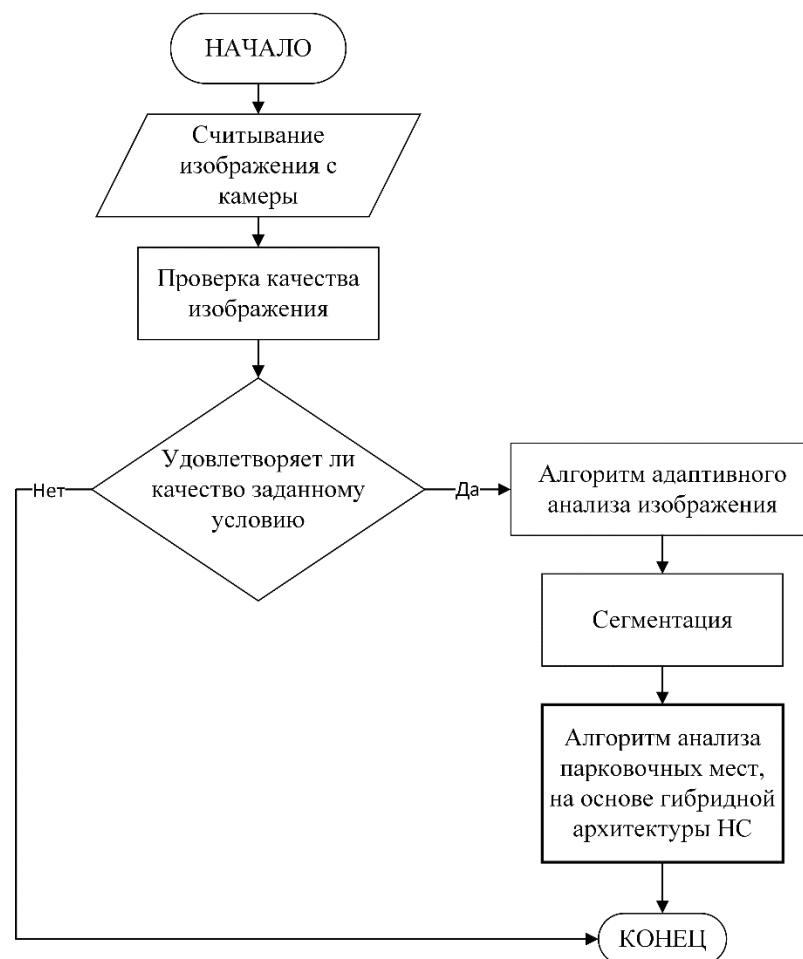 НАЧАЛО
Считывание
изображения с
камеры
Проверка качества
изображения
Удовлетворяет ли
качество заданному
условию
Нет
Да
Алгоритм адаптивного
анализа изображения
Сегментация
Алгоритм анализа
парковочных мест,
на основе гибридной
архитектуры НС
КОНЕЦ